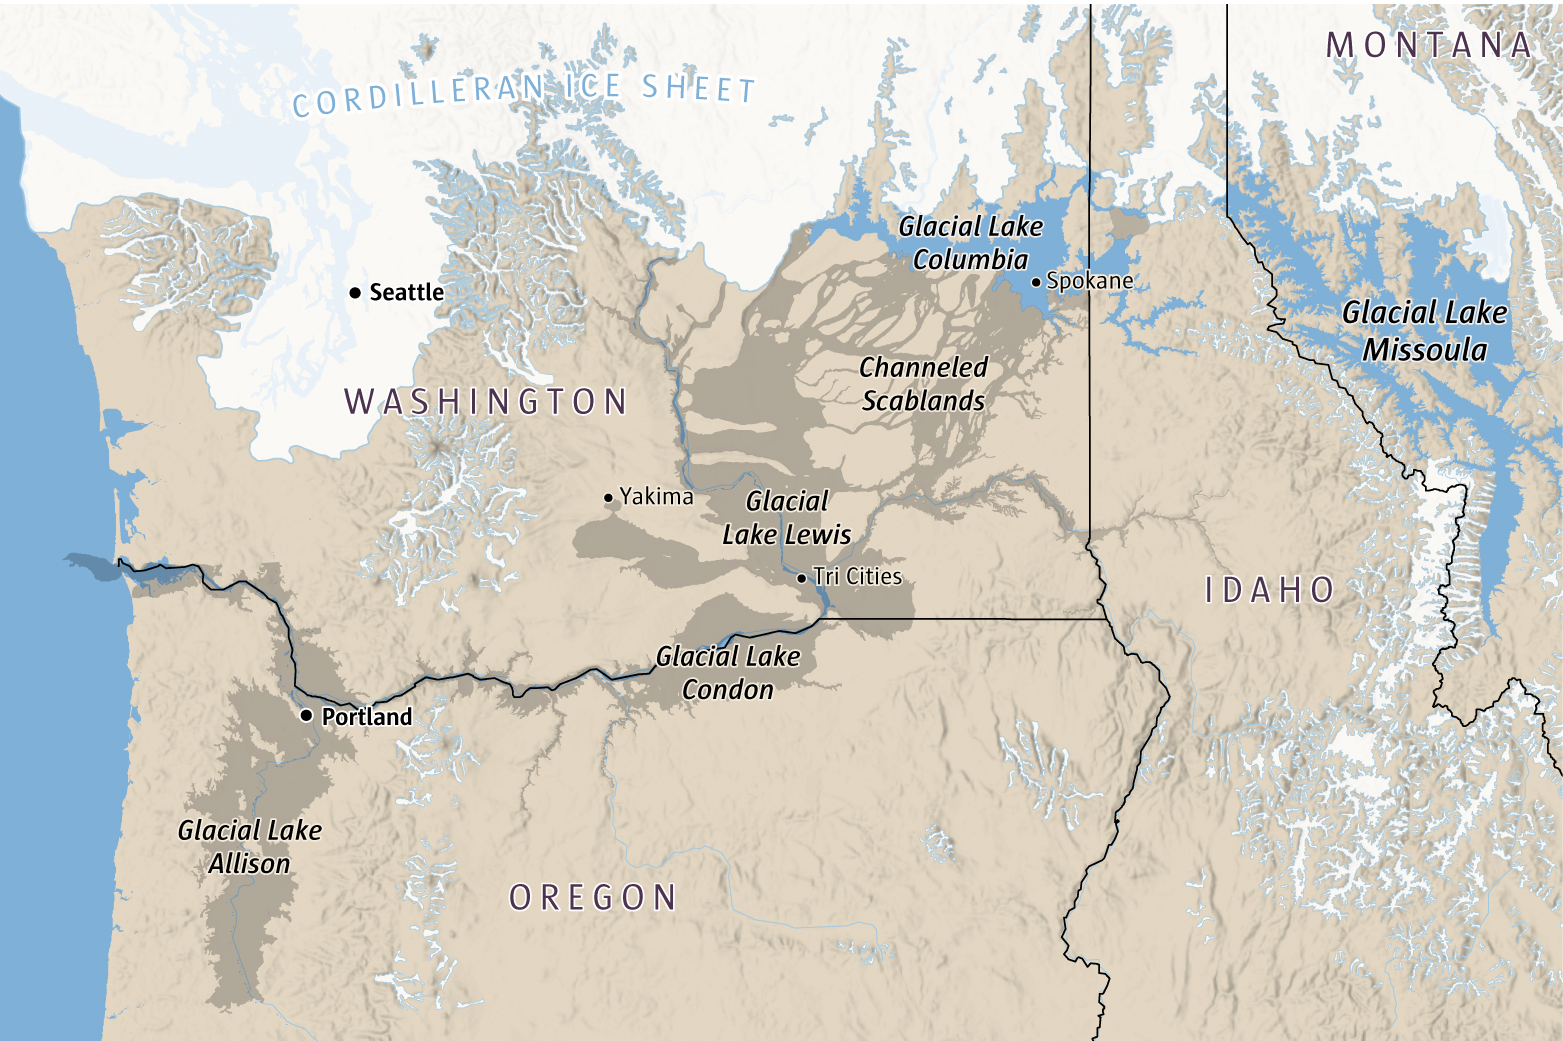 MONTANA
CORDILLERAN ICE SHEET
Glacial Lake
Columbia
Spokane
Seattle
Glacial Lake
Missoula
Channeled
Scablands
WASHINGTON
Yakima
Glacial
Lake Lewis
Tri Cities
IDAHO
Glacial Lake
Condon
Portland
Glacial Lake
Allison
OREGON